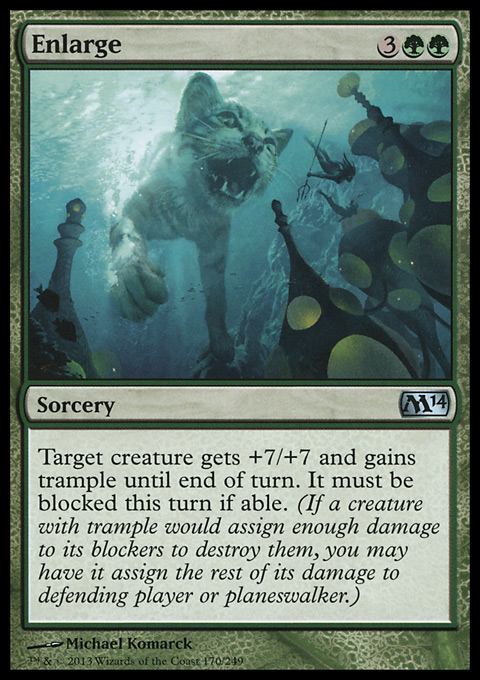 Enlarge 3
Sorcery M14
Target creature gets +7/+7 and gains
trample until end of turn. It must be
blocked this turn if able. (If a creature
with trample would assign enough damage
to its blockers to destroy them, you may
have it assign the rest of its damage to
defending player or planeswalker.)
Michael Komarck
™ & © 2013 Wizards of the Coast 170/249